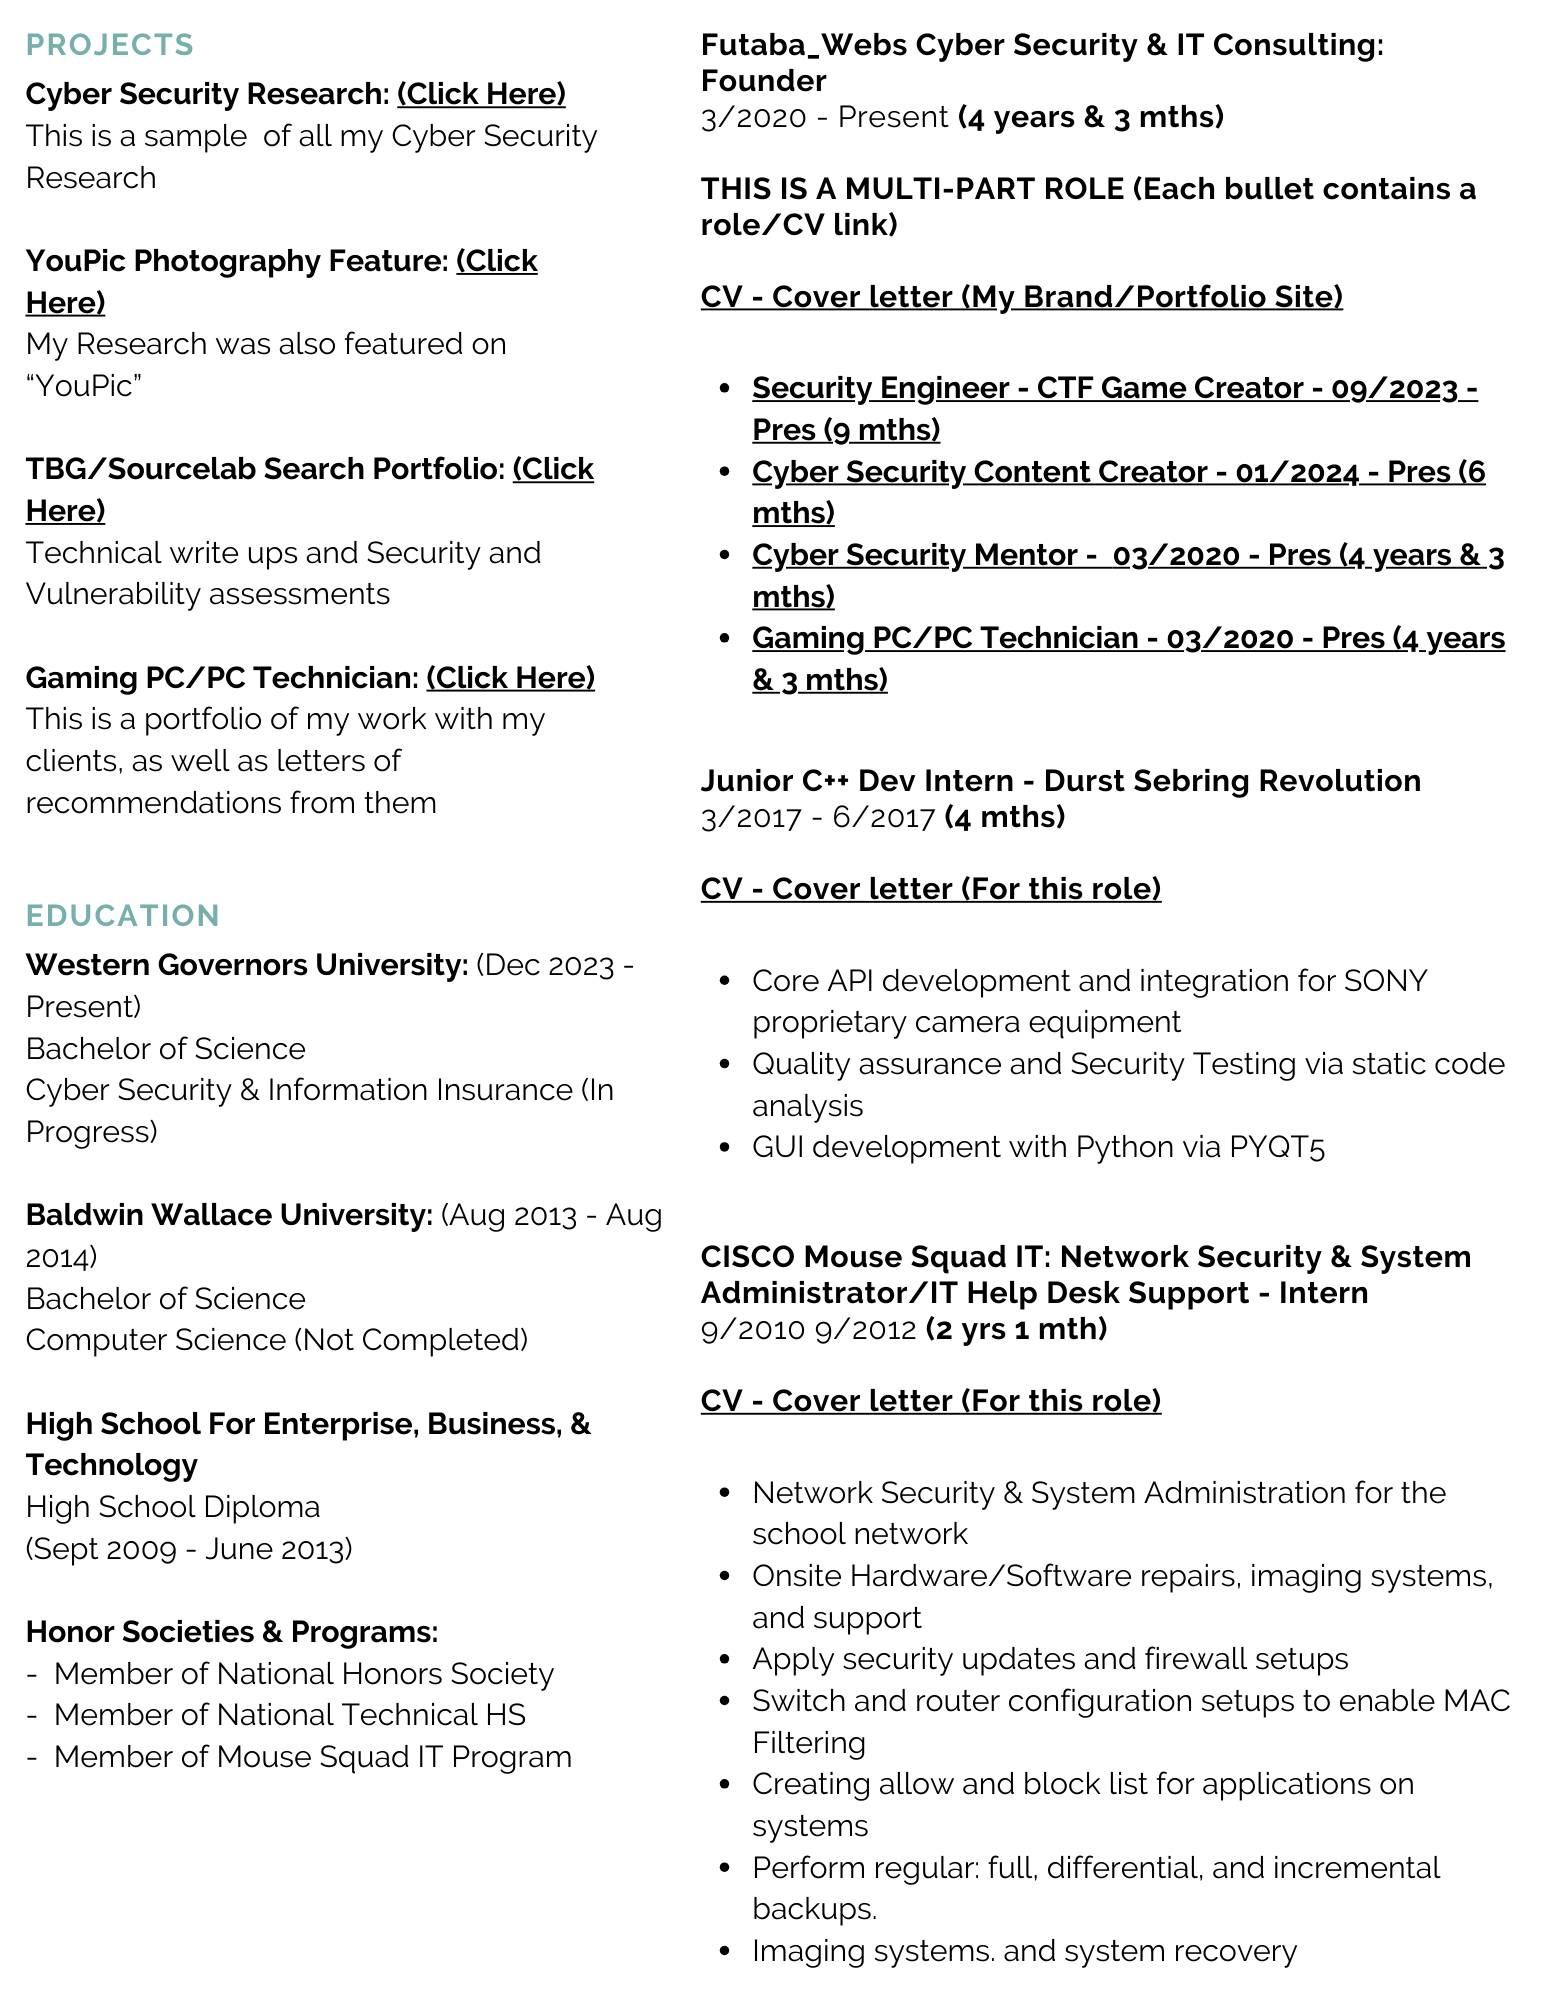 PROJECTS
Cyber Security Research: (Click Here)
This is a sample  of all my Cyber Security
Research
YouPic Photography Feature: (Click
Here)
My Research was also featured on
“YouPic”
TBG/Sourcelab Search Portfolio: (Click
Here)
Technical write ups and Security and
Vulnerability assessments
Gaming PC/PC Technician: (Click Here)
This is a portfolio of my work with my
clients, as well as letters of
recommendations from them
EDUCATION
Western Governors University: (Dec 2023 -
Present)
Bachelor of Science
Cyber Security & Information Insurance (In
Progress)
Baldwin Wallace University: (Aug 2013 - Aug
2014)
Bachelor of Science
Computer Science (Not Completed)
High School For Enterprise, Business, &
Technology
High School Diploma
(Sept 2009 - June 2013)
Honor Societies & Programs:
-  Member of National Honors Society
-  Member of National Technical HS
-  Member of Mouse Squad IT Program
Futaba_Webs Cyber Security & IT Consulting:
Founder
3/2020 - Present (4 years & 3 mths)
THIS IS A MULTI-PART ROLE (Each bullet contains a
role/CV link)
CV - Cover letter (My Brand/Portfolio Site)
• Security Engineer - CTF Game Creator - 09/2023 -
Pres (9 mths)
• Cyber Security Content Creator - 01/2024 - Pres (6
mths)
• Cyber Security Mentor -  03/2020 - Pres (4 years & 3
mths)
• Gaming PC/PC Technician - 03/2020 - Pres (4 years
& 3 mths)
Junior C++ Dev Intern - Durst Sebring Revolution
3/2017 - 6/2017 (4 mths)
CV - Cover letter (For this role)
• Core API development and integration for SONY
proprietary camera equipment
• Quality assurance and Security Testing via static code
analysis
• GUI development with Python via PYQT5
CISCO Mouse Squad IT: Network Security & System
Administrator/IT Help Desk Support - Intern
9/2010 9/2012 (2 yrs 1 mth)
CV - Cover letter (For this role)
• Network Security & System Administration for the
school network
• Onsite Hardware/Software repairs, imaging systems,
and support
• Apply security updates and firewall setups
• Switch and router configuration setups to enable MAC
Filtering
• Creating allow and block list for applications on
systems
• Perform regular: full, differential, and incremental
backups.
• Imaging systems. and system recovery